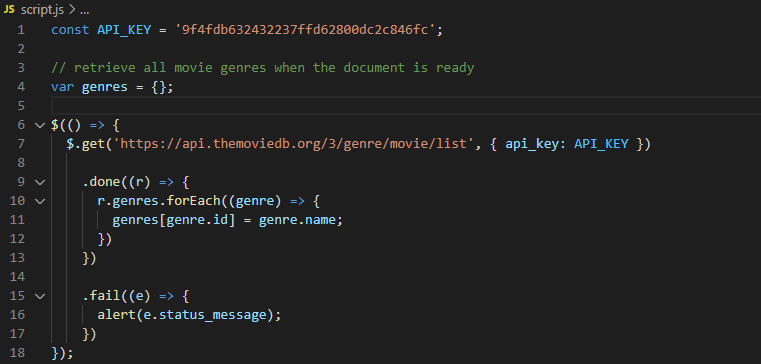 JS script.js > ...
1 const API_KEY = '9f4fdb632432237ffd62800dc2c846fc';
2
3 // retrieve all movie genres when the document is ready
4 var genres = {};
5
6 $(() => {
7   $.get('https://api.themoviedb.org/3/genre/movie/list', { api_key: API_KEY })
8
9     .done((r) => {
10       r.genres.forEach((genre) => {
11         genres[genre.id] = genre.name;
12       })
13     })
14
15     .fail((e) => {
16       alert(e.status_message);
17     })
18 });